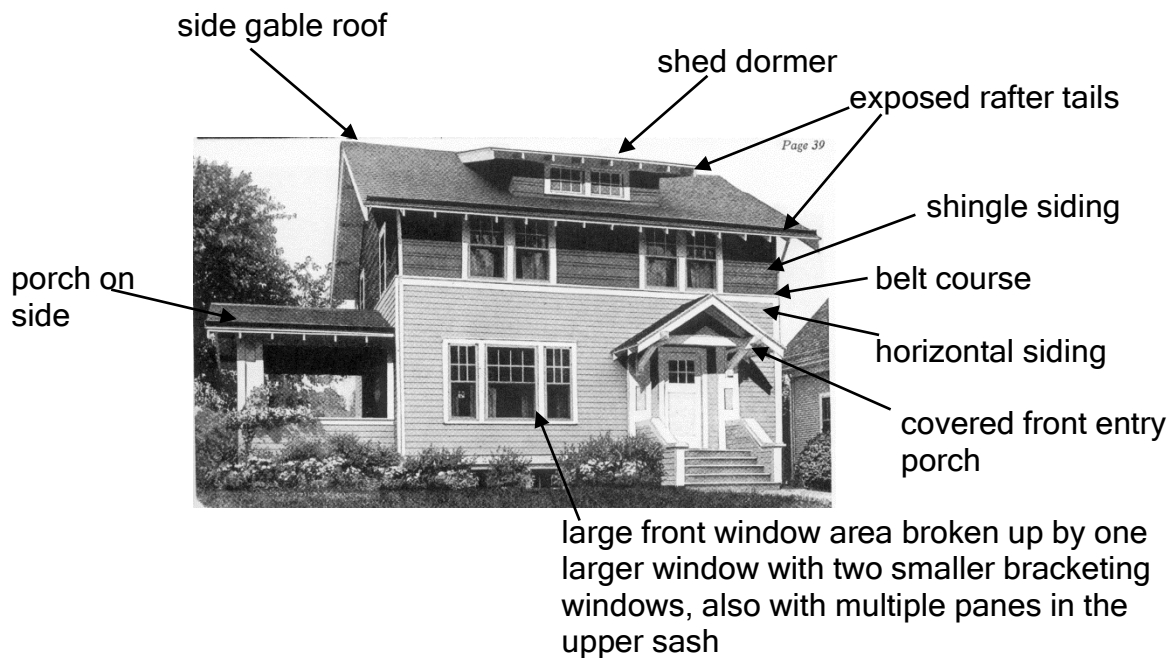 side gable roof
shed dormer
exposed rafter tails
Page 39
shingle siding
porch on
side
belt course
horizontal siding
covered front entry
porch
large front window area broken up by one
larger window with two smaller bracketing
windows, also with multiple panes in the
upper sash